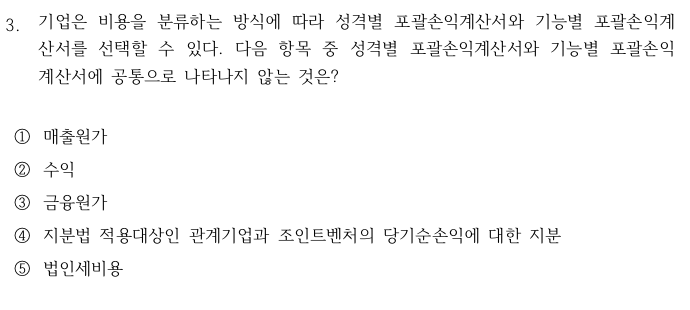 3. 기업은 비용을 분류하는 방식에 따라 성격별 포괄손익계산서와 기능별 포괄손익계
산서를 선택할 수 있다. 다음 항목 중 성격별 포괄손익계산서와 기능별 포괄손익
계산서에 공통으로 나타나지 않는 것은?
① 매출원가
② 수익
③ 금융원가
④ 지분법 적용대상인 관계기업과 조인트벤처의 당기순손익에 대한 지분
⑤ 법인세비용